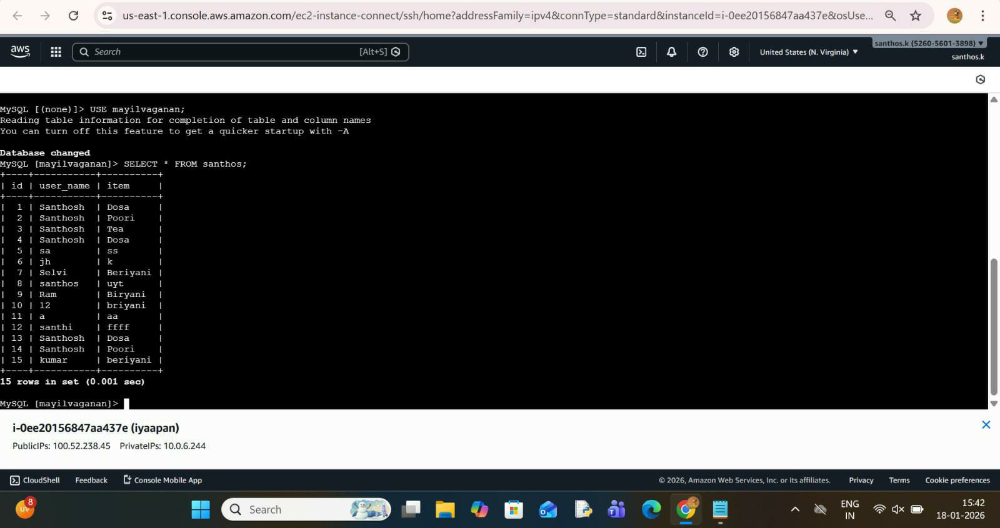 us-east-1.console.aws.amazon.com/ec2-instance-connect/ssh/home?addressFamily=ipv4&connType=standard&instanceId=i-0ee20156847aa437e&osUse...
aws
Search [Alt+S]
United States (N. Virginia)
santhos.k (5260-5601-3898)
santhos.k
MySQL [(none)]> USE mayilvaganan;
Reading table information for completion of table and column names
You can turn off this feature to get a quicker startup with -A
Database changed
MySQL [mayilvaganan]> SELECT * FROM santhos;
+----+-----------+----------+
| id | user_name | item     |
+----+-----------+----------+
|  1 | Santhosh  | Dosa     |
|  2 | Santhosh  | Poori    |
|  3 | Santhosh  | Tea      |
|  4 | Santhosh  | Dosa     |
|  5 | sa        | ss       |
|  6 | jh        | k        |
|  7 | Selvi     | Beriyani |
|  8 | santhos   | uyt      |
|  9 | Ram       | Biryani  |
| 10 | 12        | briyani  |
| 11 | a         | aa       |
| 12 | santhi    | ffff     |
| 13 | Santhosh  | Dosa     |
| 14 | Santhosh  | Poori    |
| 15 | kumar     | beriyani |
+----+-----------+----------+
15 rows in set (0.001 sec)
MySQL [mayilvaganan]>
i-0ee20156847aa437e (iyaapan)
PublicIPs: 100.52.238.45 PrivateIPs: 10.0.6.244
CloudShell Feedback Console Mobile App © 2026, Amazon Web Services, Inc. or its affiliates. Privacy Terms Cookie preferences
8
UV
Search
ENG
IN
15:42
18-01-2026